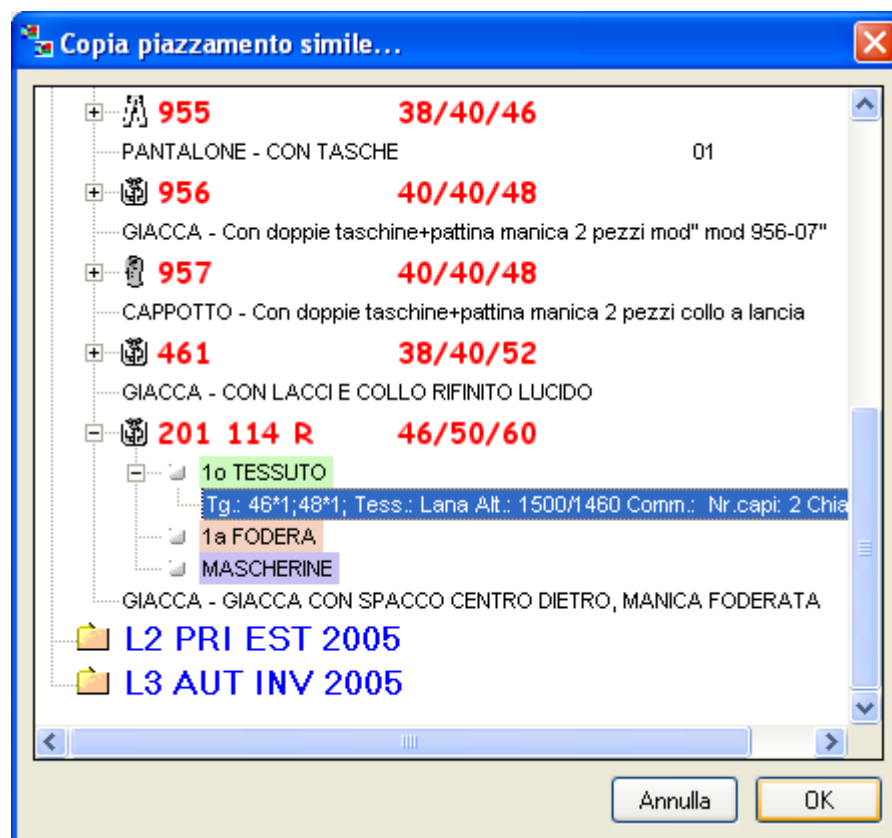 Copia piazzamento simile...
955 38/40/46
PANTALONE - CON TASCHE 01
956 40/40/48
GIACCA - Con doppie taschine+pattina manica 2 pezzi mod" mod 956-07"
957 40/40/48
CAPPOTTO - Con doppie taschine+pattina manica 2 pezzi collo a lancia
461 38/40/52
GIACCA - CON LACCI E COLLO RIFINITO LUCIDO
201 114 R 46/50/60
1o TESSUTO
Tg.: 46*1;48*1; Tess.: Lana Alt.: 1500/1460 Comm.: Nr.capi: 2 Chia
1a FODERA
MASCHERINE
GIACCA - GIACCA CON SPACCO CENTRO DIETRO, MANICA FODERATA
L2 PRI EST 2005
L3 AUT INV 2005
Annulla OK